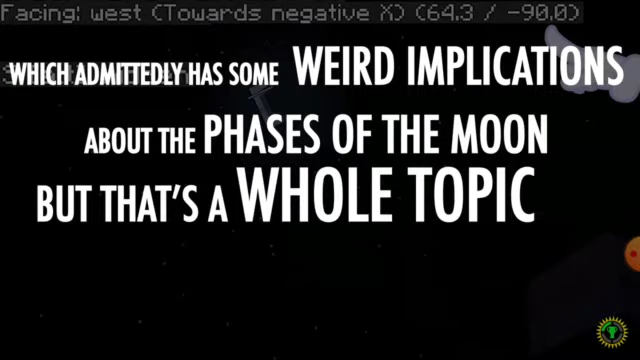 Facing: west (Towards negative X) (64.3 / -90.0)
WHICH ADMITTEDLY HAS SOME WEIRD IMPLICATIONS
ABOUT THE PHASES OF THE MOON
BUT THAT'S A WHOLE TOPIC